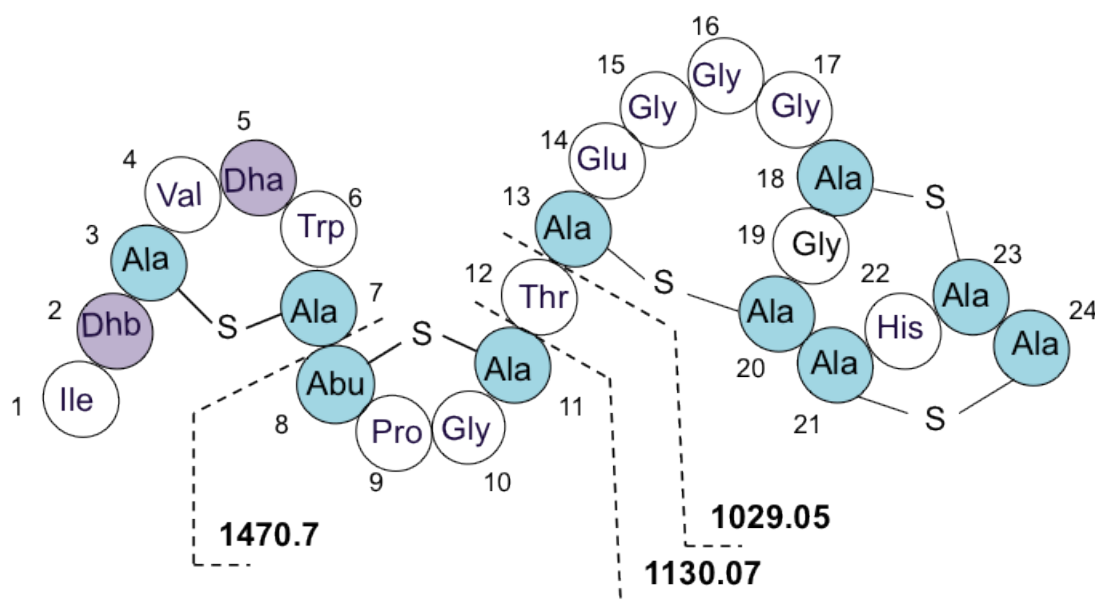 1 Ile
2 Dhb
3 Ala
4 Val
5 Dha
6 Trp
7 Ala
S
8 Abu
S
9 Pro
10 Gly
11 Ala
12 Thr
13 Ala
S
14 Glu
15 Gly
16 Gly
17 Gly
18 Ala
S
19 Gly
20 Ala
21 Ala
22 His
23 Ala
24 Ala
S
1470.7
1029.05
1130.07